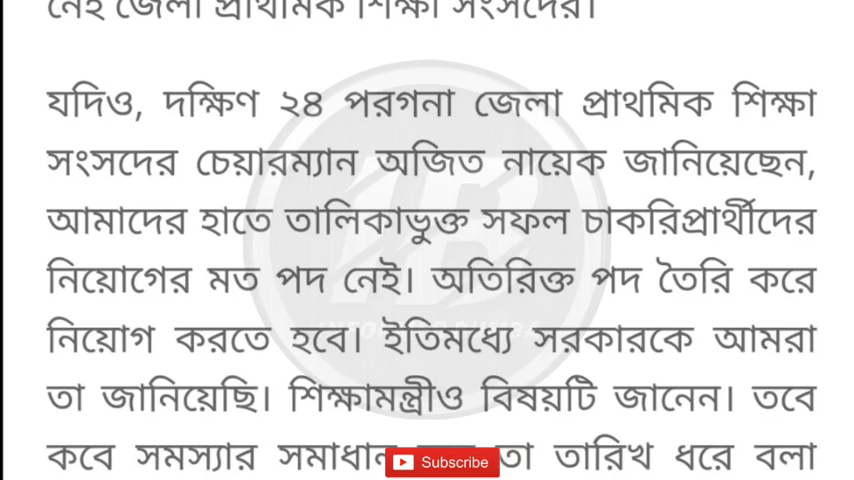 নেই জেলা প্রাথমিক শিক্ষা সংসদের।
যদিও, দক্ষিণ ২৪ পরগনা জেলা প্রাথমিক শিক্ষা
সংসদের চেয়ারম্যান অজিত নায়েক জানিয়েছেন,
আমাদের হাতে তালিকাভুক্ত সফল চাকরিপ্রার্থীদের
নিয়োগের মত পদ নেই। অতিরিক্ত পদ তৈরি করে
নিয়োগ করতে হবে। ইতিমধ্যে সরকারকে আমরা
তা জানিয়েছি। শিক্ষামন্ত্রীও বিষয়টি জানেন। তবে
কবে সমস্যার সমাধান তা তারিখ ধরে বলা
Subscribe